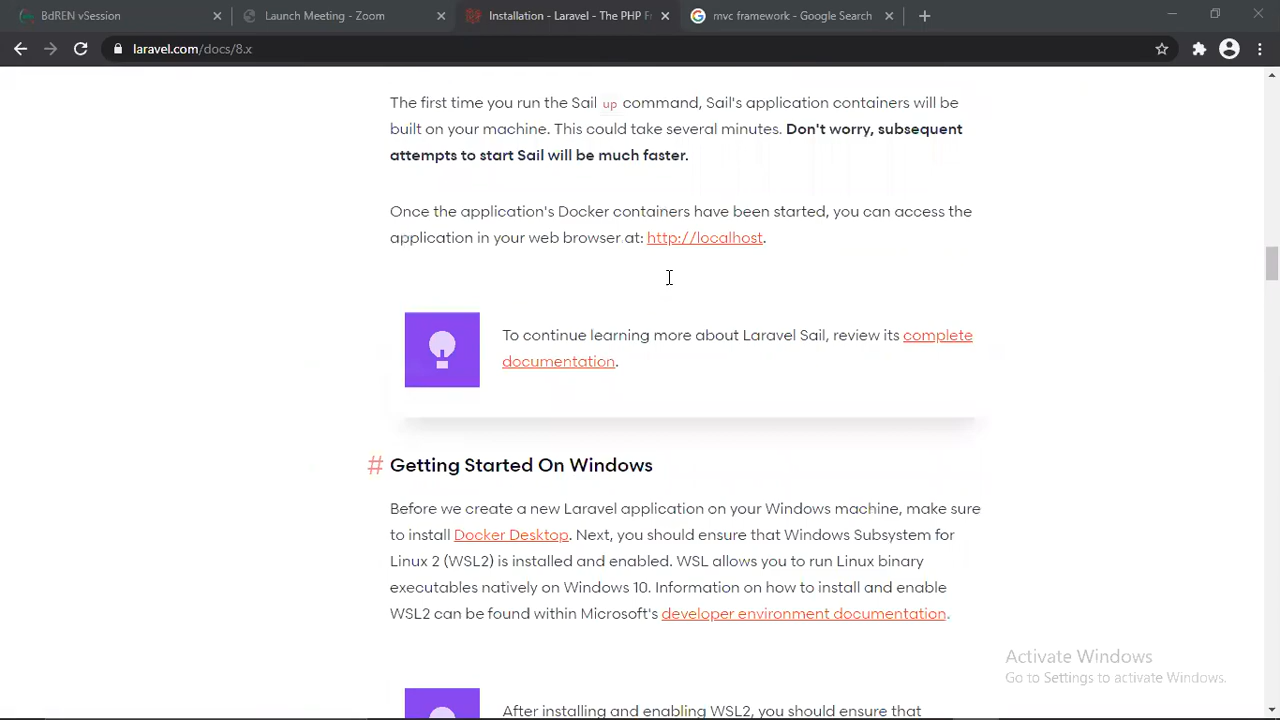 BdREN vSession
Launch Meeting - Zoom
Installation - Laravel - The PHP Fr
mvc framework - Google Search
laravel.com/docs/8.x
The first time you run the Sail up command, Sail's application containers will be
built on your machine. This could take several minutes. Don't worry, subsequent
attempts to start Sail will be much faster.
Once the application's Docker containers have been started, you can access the
application in your web browser at: http://localhost.
To continue learning more about Laravel Sail, review its complete
documentation.
# Getting Started On Windows
Before we create a new Laravel application on your Windows machine, make sure
to install Docker Desktop. Next, you should ensure that Windows Subsystem for
Linux 2 (WSL2) is installed and enabled. WSL allows you to run Linux binary
executables natively on Windows 10. Information on how to install and enable
WSL2 can be found within Microsoft's developer environment documentation.
Activate Windows
Go to Settings to activate Windows.
After installing and enabling WSL2, you should ensure that